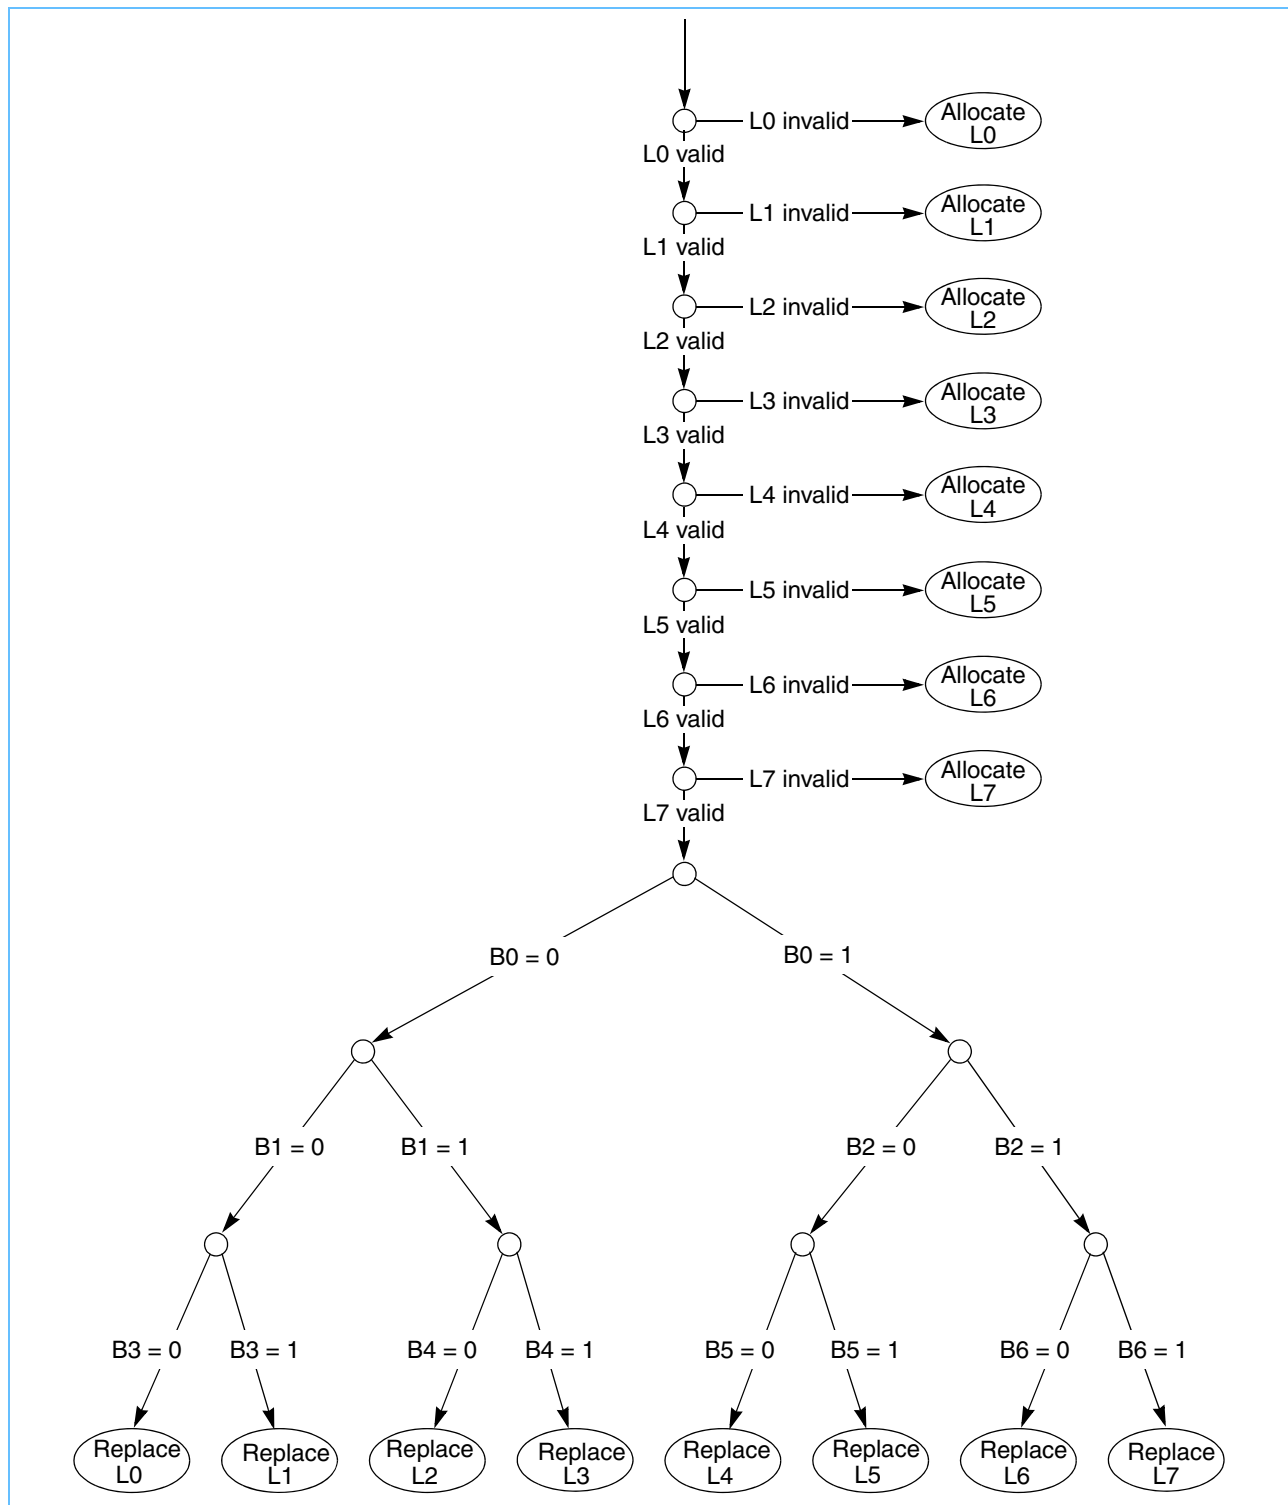 L0 invalid
Allocate
L0
L0 valid
L1 invalid
Allocate
L1
L1 valid
L2 invalid
Allocate
L2
L2 valid
L3 invalid
Allocate
L3
L3 valid
L4 invalid
Allocate
L4
L4 valid
L5 invalid
Allocate
L5
L5 valid
L6 invalid
Allocate
L6
L6 valid
L7 invalid
Allocate
L7
L7 valid
B0 = 0
B0 = 1
B1 = 0
B1 = 1
B2 = 0
B2 = 1
B3 = 0
B3 = 1
B4 = 0
B4 = 1
B5 = 0
B5 = 1
B6 = 0
B6 = 1
Replace
L0
Replace
L1
Replace
L2
Replace
L3
Replace
L4
Replace
L5
Replace
L6
Replace
L7